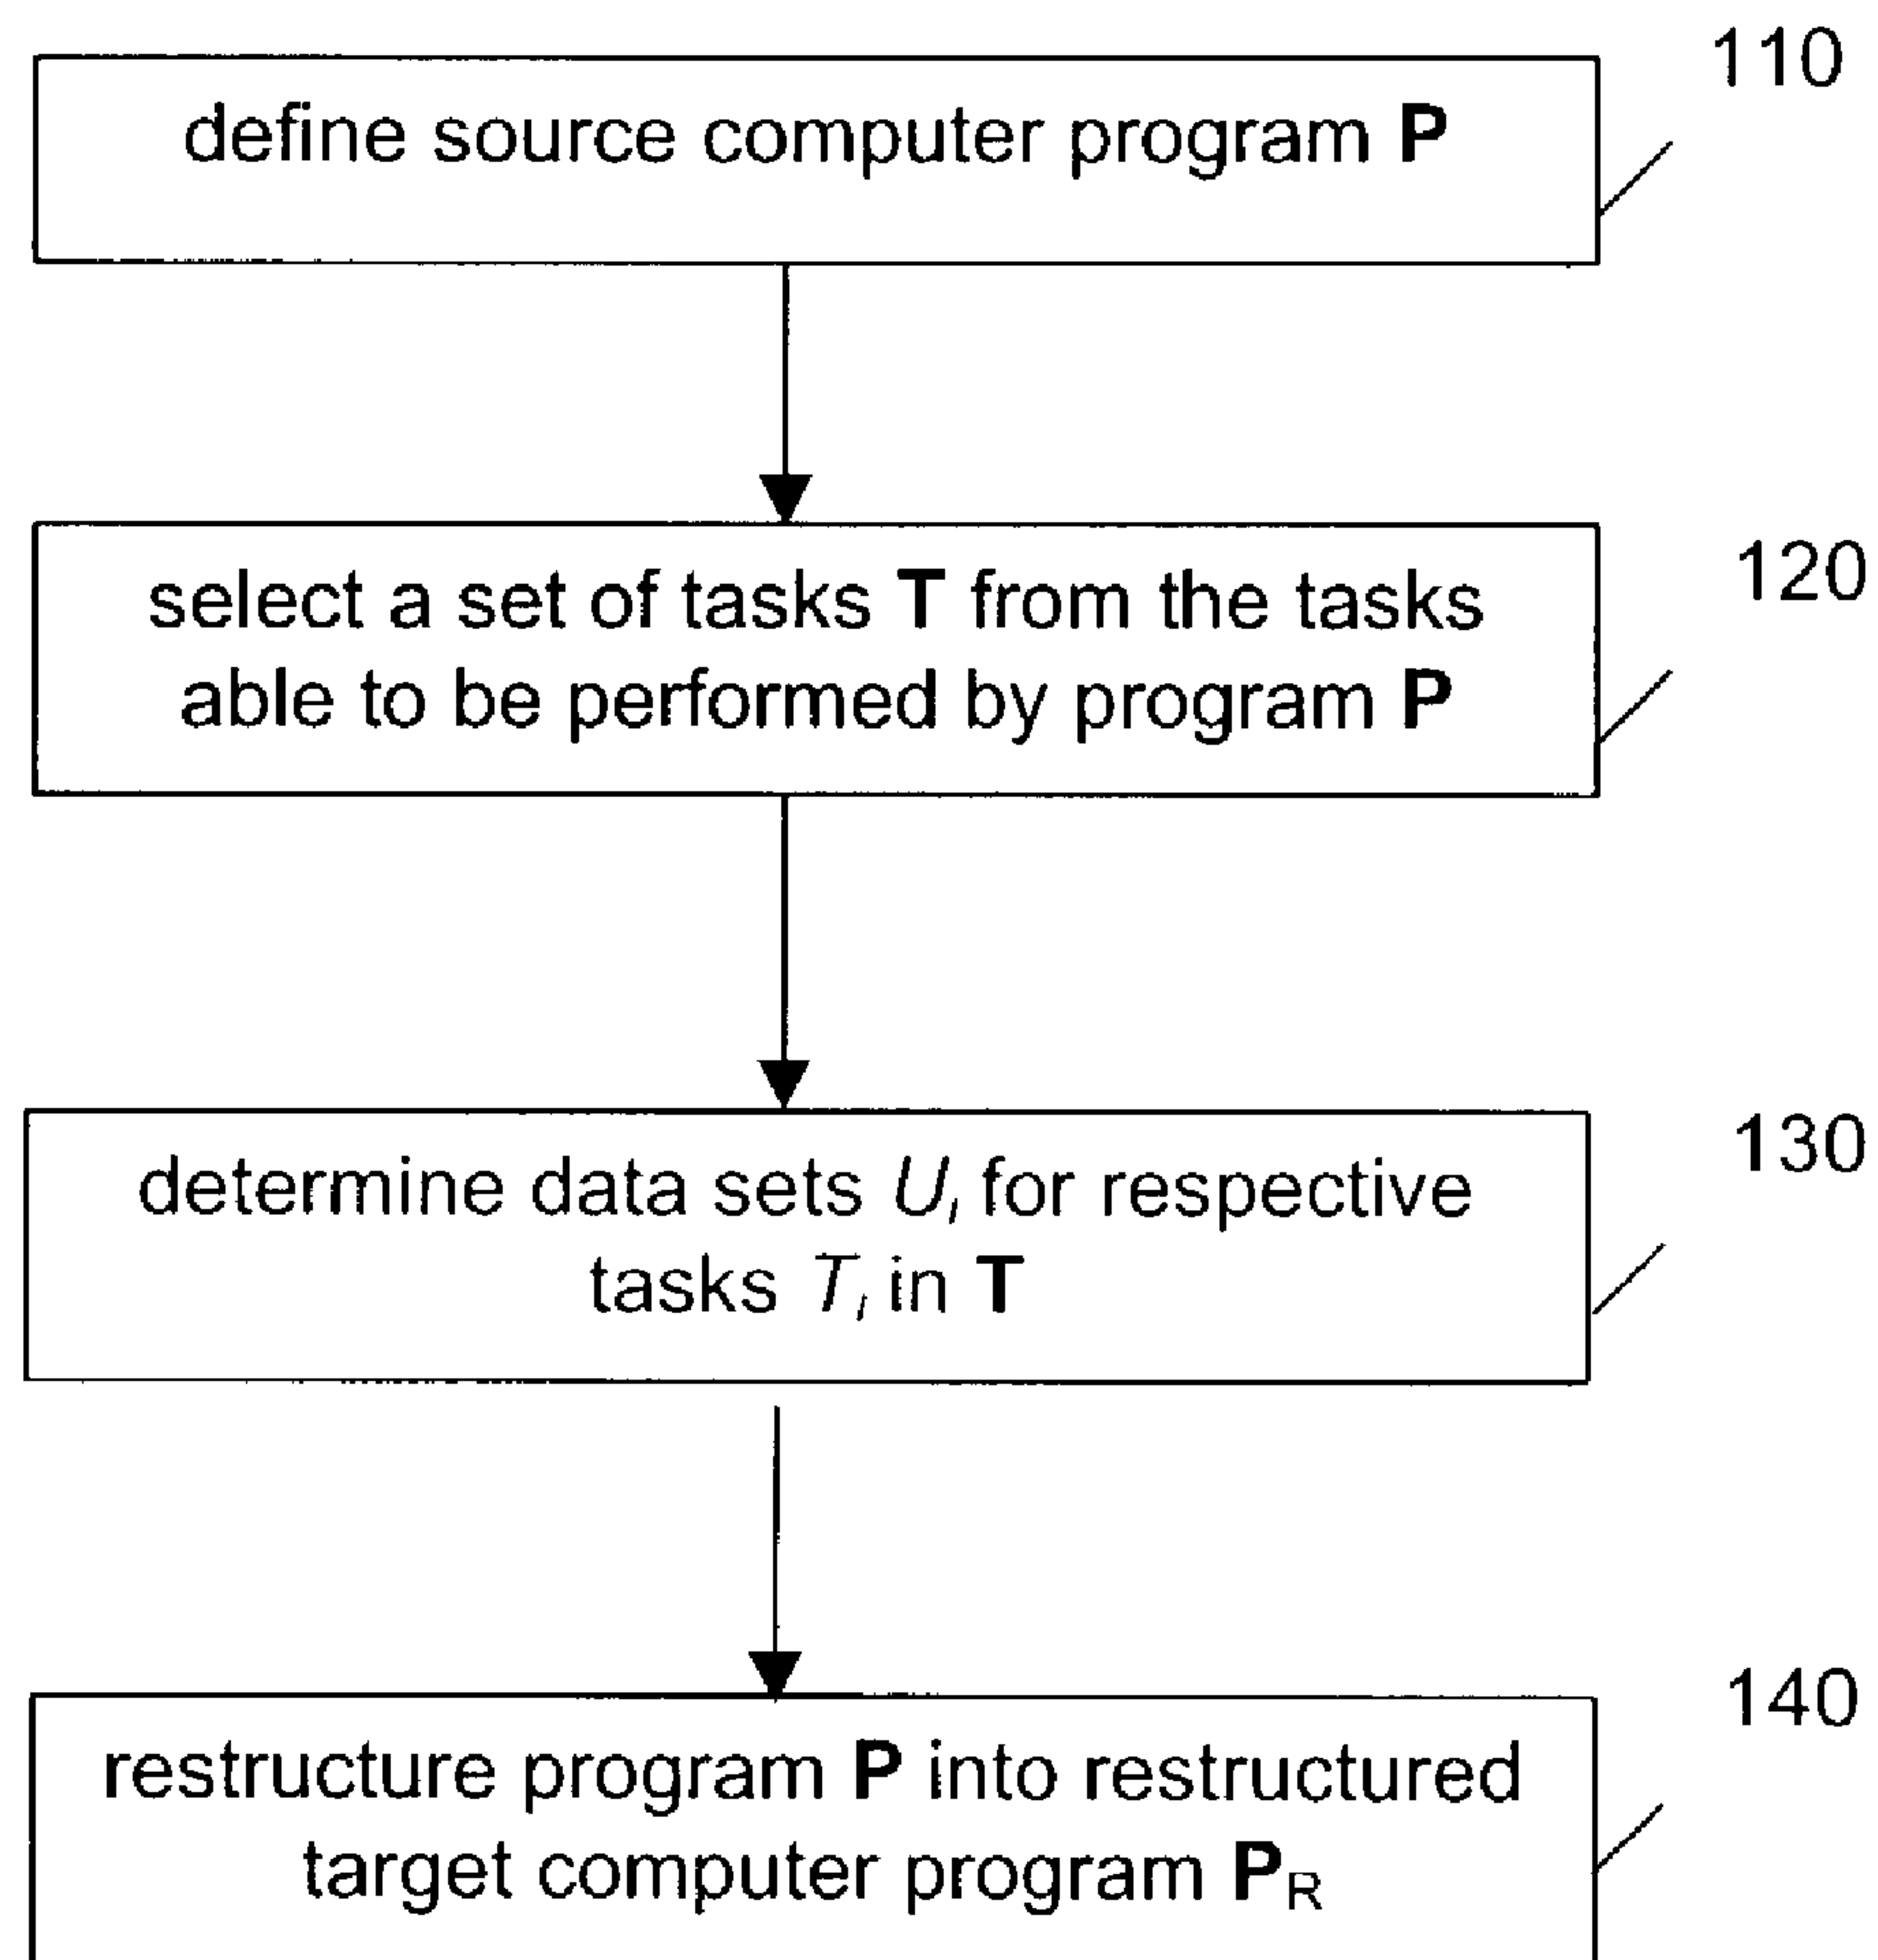 110
define source computer program P
120
select a set of tasks T from the tasks
able to be performed by program P
130
determine data sets Ui for respective
tasks Ti in T
140
restructure program P into restructured
target computer program PR